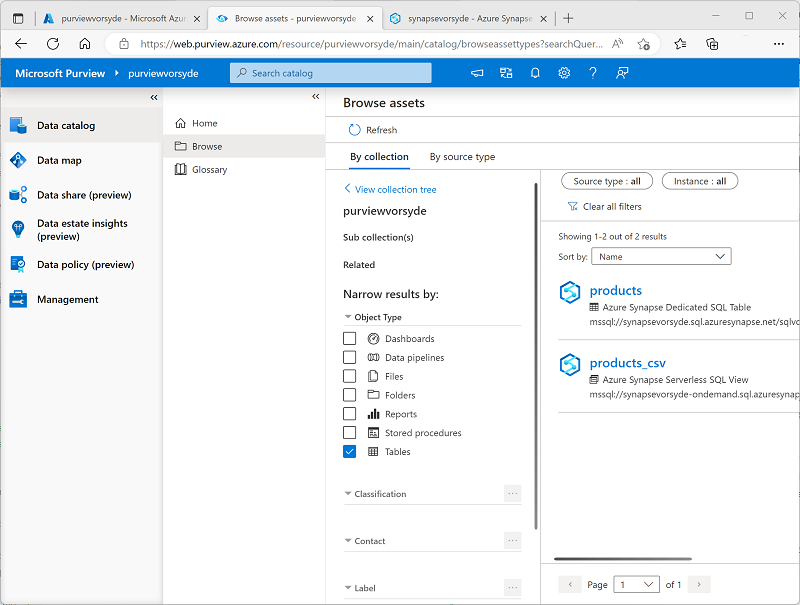 purviewvorsyde - Microsoft Azur
Browse assets - purviewvorsyde
synapsevorsyde - Azure Synapse
https://web.purview.azure.com/resource/purviewvorsyde/main/catalog/browseassettypes?searchQuer...
Microsoft Purview
purviewvorsyde
Search catalog
Data catalog
Data map
Data share (preview)
Data estate insights
(preview)
Data policy (preview)
Management
Home
Browse
Glossary
Browse assets
Refresh
By collection
By source type
View collection tree
purviewvorsyde
Sub collection(s)
Related
Narrow results by:
Object Type
Dashboards
Data pipelines
Files
Folders
Reports
Stored procedures
Tables
Classification
Contact
Label
Source type : all
Instance : all
Clear all filters
Showing 1-2 out of 2 results
Sort by: Name
products
Azure Synapse Dedicated SQL Table
mssql://synapsevorsyde.sql.azuresynapse.net/sqlvo
products_csv
Azure Synapse Serverless SQL View
mssql://synapsevorsyde-ondemand.sql.azuresynap
Page 1 of 1